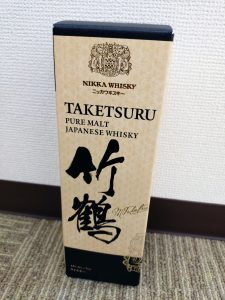 NIKKA WHISKY
ニッカウヰスキー
TAKETSURU
PURE MALT
JAPANESE WHISKY
竹鶴